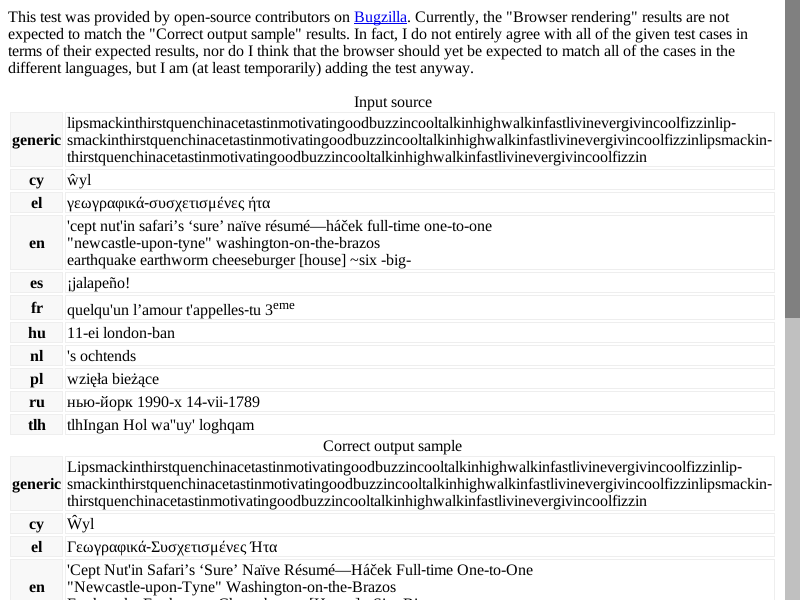 This test was provided by open-source contributors on Bugzilla. Currently, the "Browser rendering" results are not
expected to match the "Correct output sample" results. In fact, I do not entirely agree with all of the given test cases in
terms of their expected results, nor do I think that the browser should yet be expected to match all of the cases in the
different languages, but I am (at least temporarily) adding the test anyway.
Input source
generic lipsmackinthirstquenchinacetastinmotivatingoodbuzzincooltalkinhighwalkinfastlivinevergivincoolfizzinlip-
smackinthirstquenchinacetastinmotivatingoodbuzzincooltalkinhighwalkinfastlivinevergivincoolfizzinlipsmackin-
thirstquenchinacetastinmotivatingoodbuzzincooltalkinhighwalkinfastlivinevergivincoolfizzin
cy ŵyl
el γεωγραφικά-συσχετισμένες ήτα
en 'cept nut'in safari’s ‘sure’ naïve résumé—háček full-time one-to-one
"newcastle-upon-tyne" washington-on-the-brazos
earthquake earthworm cheeseburger [house] ~six -big-
es ¡jalapeño!
fr quelqu'un l’amour t'appelles-tu 3eme
hu 11-ei london-ban
nl 's ochtends
pl wzięła bieżące
ru нью-йорк 1990-х 14-vii-1789
tlh tlhIngan Hol wa''uy' loghqam
Correct output sample
generic Lipsmackinthirstquenchinacetastinmotivatingoodbuzzincooltalkinhighwalkinfastlivinevergivincoolfizzinlip-
smackinthirstquenchinacetastinmotivatingoodbuzzincooltalkinhighwalkinfastlivinevergivincoolfizzinlipsmackin-
thirstquenchinacetastinmotivatingoodbuzzincooltalkinhighwalkinfastlivinevergivincoolfizzin
cy Ŵyl
el Γεωγραφικά-Συσχετισμένες Ήτα
en 'Cept Nut'in Safari’s ‘Sure’ Naïve Résumé—Háček Full-time One-to-One
"Newcastle-upon-Tyne" Washington-on-the-Brazos